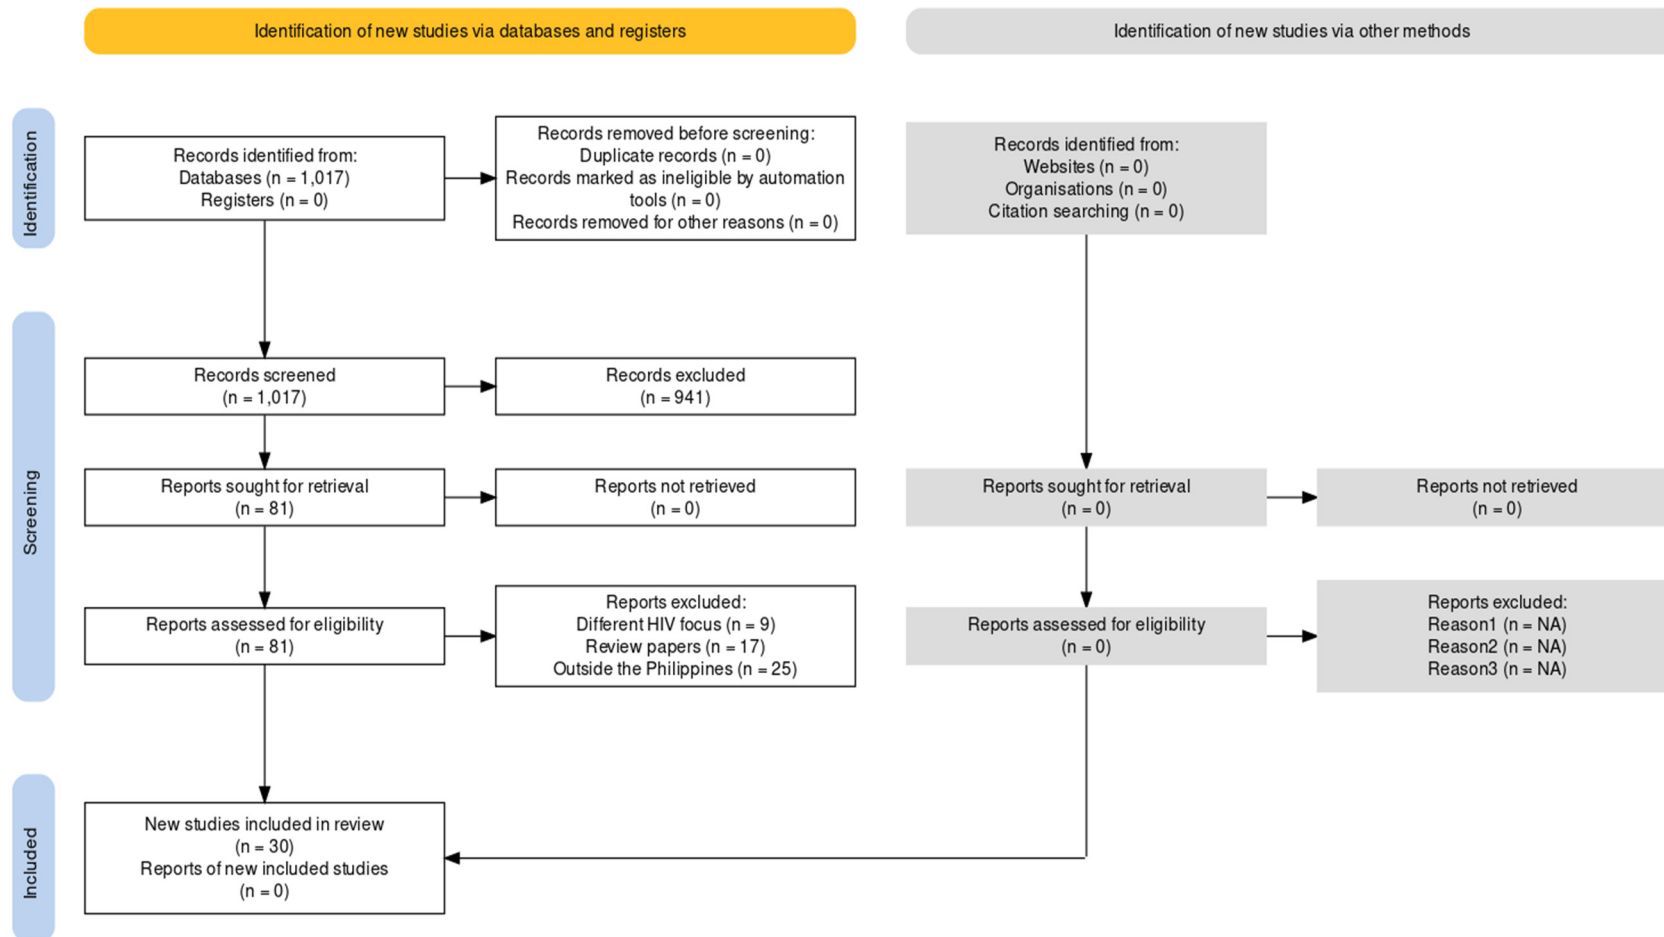 Identification of new studies via databases and registers
Identification of new studies via other methods
Identification
Records identified from:
Databases (n = 1,017)
Registers (n = 0)
Records removed before screening:
Duplicate records (n = 0)
Records marked as ineligible by automation
tools (n = 0)
Records removed for other reasons (n = 0)
Records identified from:
Websites (n = 0)
Organisations (n = 0)
Citation searching (n = 0)
Screening
Records screened
(n = 1,017)
Records excluded
(n = 941)
Reports sought for retrieval
(n = 81)
Reports not retrieved
(n = 0)
Reports sought for retrieval
(n = 0)
Reports not retrieved
(n = 0)
Reports assessed for eligibility
(n = 81)
Reports excluded:
Different HIV focus (n = 9)
Review papers (n = 17)
Outside the Philippines (n = 25)
Reports assessed for eligibility
(n = 0)
Reports excluded:
Reason1 (n = NA)
Reason2 (n = NA)
Reason3 (n = NA)
Included
New studies included in review
(n = 30)
Reports of new included studies
(n = 0)